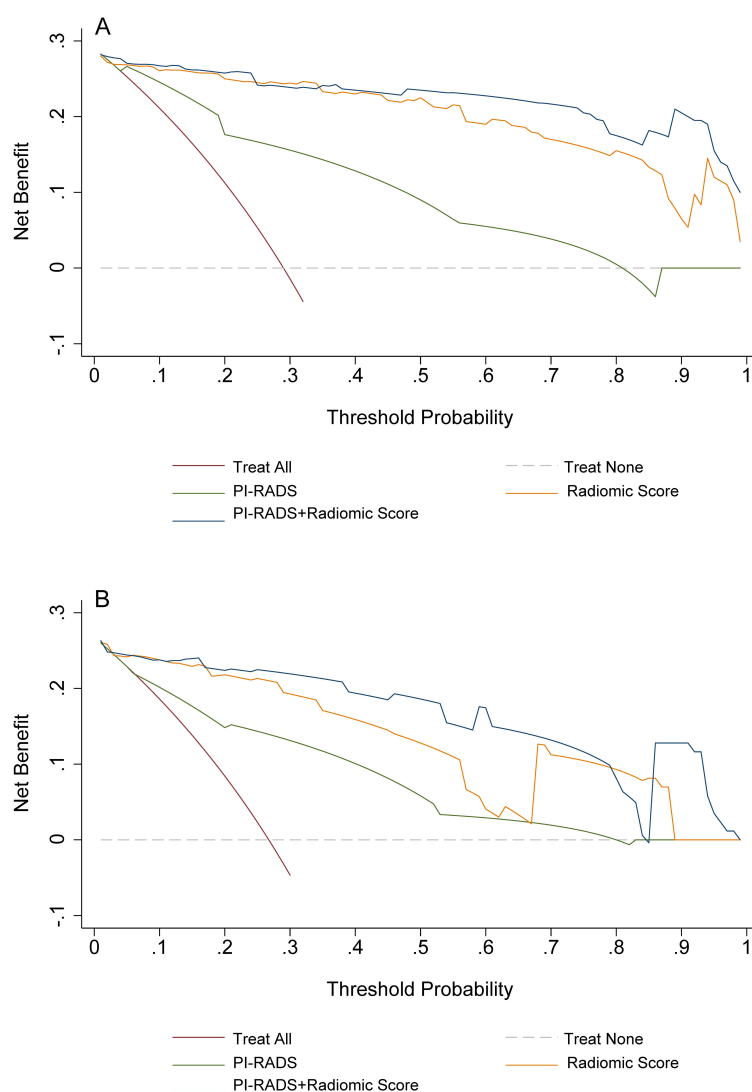 A
.3
.2
.1
0
-.1
Net Benefit
0 .1 .2 .3 .4 .5 .6 .7 .8 .9 1
Threshold Probability
Treat All Treat None
PI-RADS Radiomic Score
PI-RADS+Radiomic Score
B
.3
.2
.1
0
-.1
Net Benefit
0 .1 .2 .3 .4 .5 .6 .7 .8 .9 1
Threshold Probability
Treat All Treat None
PI-RADS Radiomic Score
PI-RADS+Radiomic Score